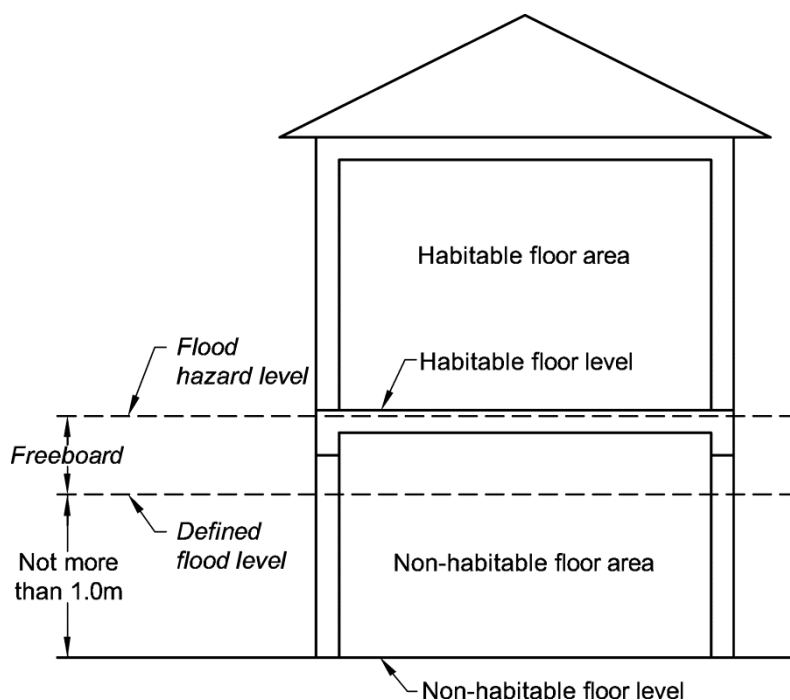 Habitable floor area
Flood
hazard level
Habitable floor level
Freeboard
Defined
flood level
Not more
than 1.0m
Non-habitable floor area
Non-habitable floor level